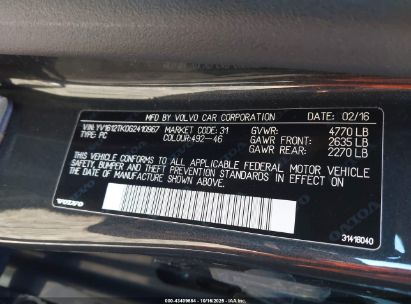 MFD BY VOLVO CAR CORPORATION DATE: 02/16
VIN: YV1612TK0G2410967 MARKET CODE: 31 GVWR: 4770 LB
TYPE: PC COLOUR:492-46 GAWR FRONT: 2635 LB
GAWR REAR: 2270 LB
THIS VEHICLE CONFORMS TO ALL APPLICABLE FEDERAL MOTOR VEHICLE
SAFETY, BUMPER AND THEFT PREVENTION STANDARDS IN EFFECT ON
THE DATE OF MANUFACTURE SHOWN ABOVE.
VOLVO 31418040